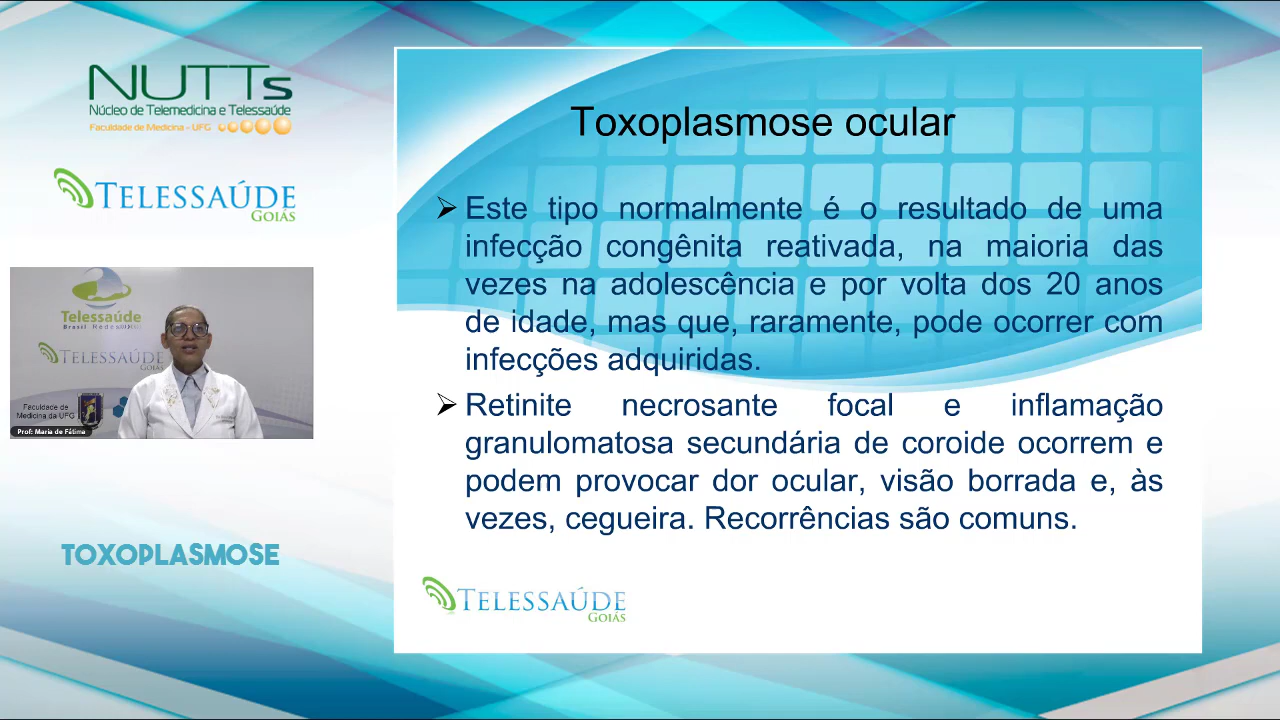 NUTTs
Núcleo de Telemedicina e Telessaúde
Faculdade de Medicina - UFG
TELESSAÚDE
GOIÁS
Telessaúde
Brasil Redes
TELESSAÚDE
GOIÁS
Faculdade de
Medicina da UFG
Prof: Maria de Fátima
TOXOPLASMOSE
Toxoplasmose ocular
Este tipo normalmente é o resultado de uma
infecção congênita reativada, na maioria das
vezes na adolescência e por volta dos 20 anos
de idade, mas que, raramente, pode ocorrer com
infecções adquiridas.
Retinite necrosante focal e inflamação
granulomatosa secundária de coroide ocorrem e
podem provocar dor ocular, visão borrada e, às
vezes, cegueira. Recorrências são comuns.
TELESSAÚDE
GOIÁS